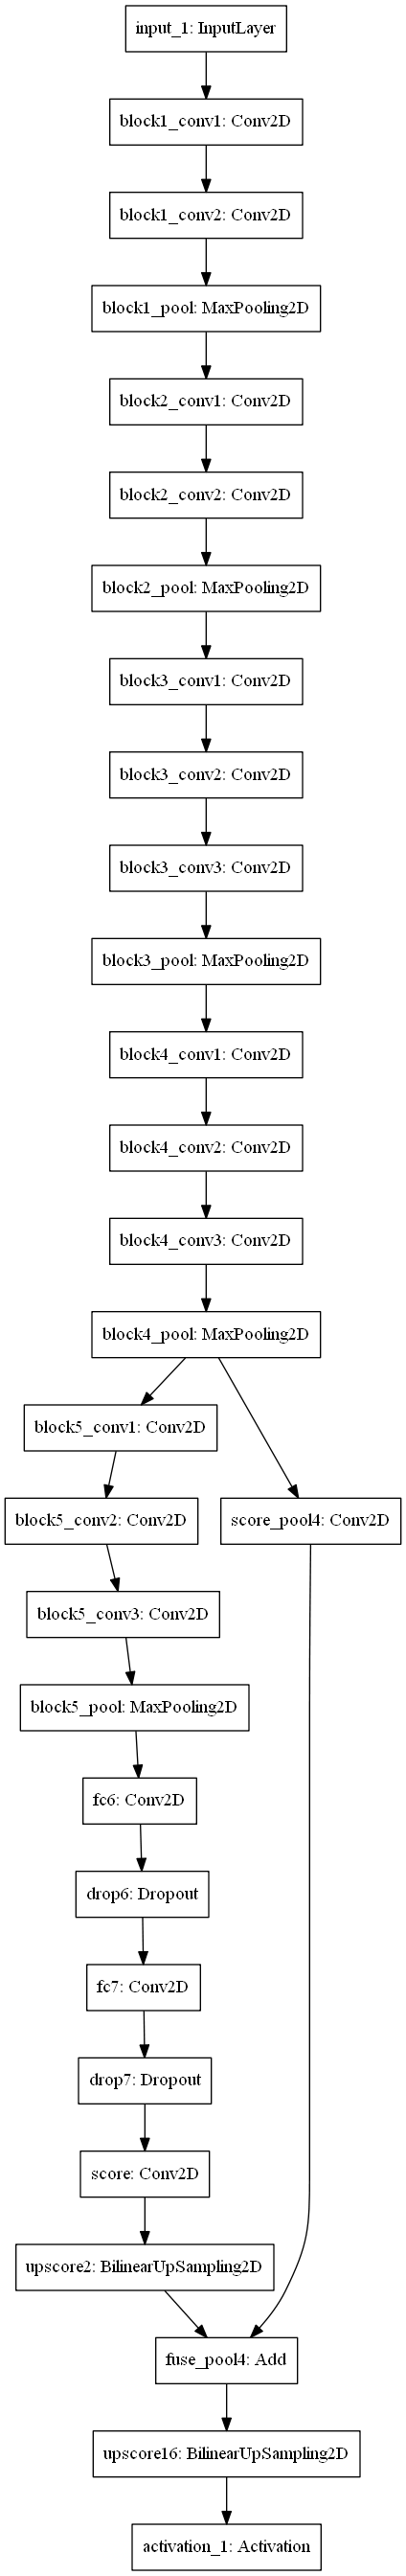 input_1: InputLayer
block1_conv1: Conv2D
block1_conv2: Conv2D
block1_pool: MaxPooling2D
block2_conv1: Conv2D
block2_conv2: Conv2D
block2_pool: MaxPooling2D
block3_conv1: Conv2D
block3_conv2: Conv2D
block3_conv3: Conv2D
block3_pool: MaxPooling2D
block4_conv1: Conv2D
block4_conv2: Conv2D
block4_conv3: Conv2D
block4_pool: MaxPooling2D
block5_conv1: Conv2D
block5_conv2: Conv2D
score_pool4: Conv2D
block5_conv3: Conv2D
block5_pool: MaxPooling2D
fc6: Conv2D
drop6: Dropout
fc7: Conv2D
drop7: Dropout
score: Conv2D
upscore2: BilinearUpSampling2D
fuse_pool4: Add
upscore16: BilinearUpSampling2D
activation_1: Activation